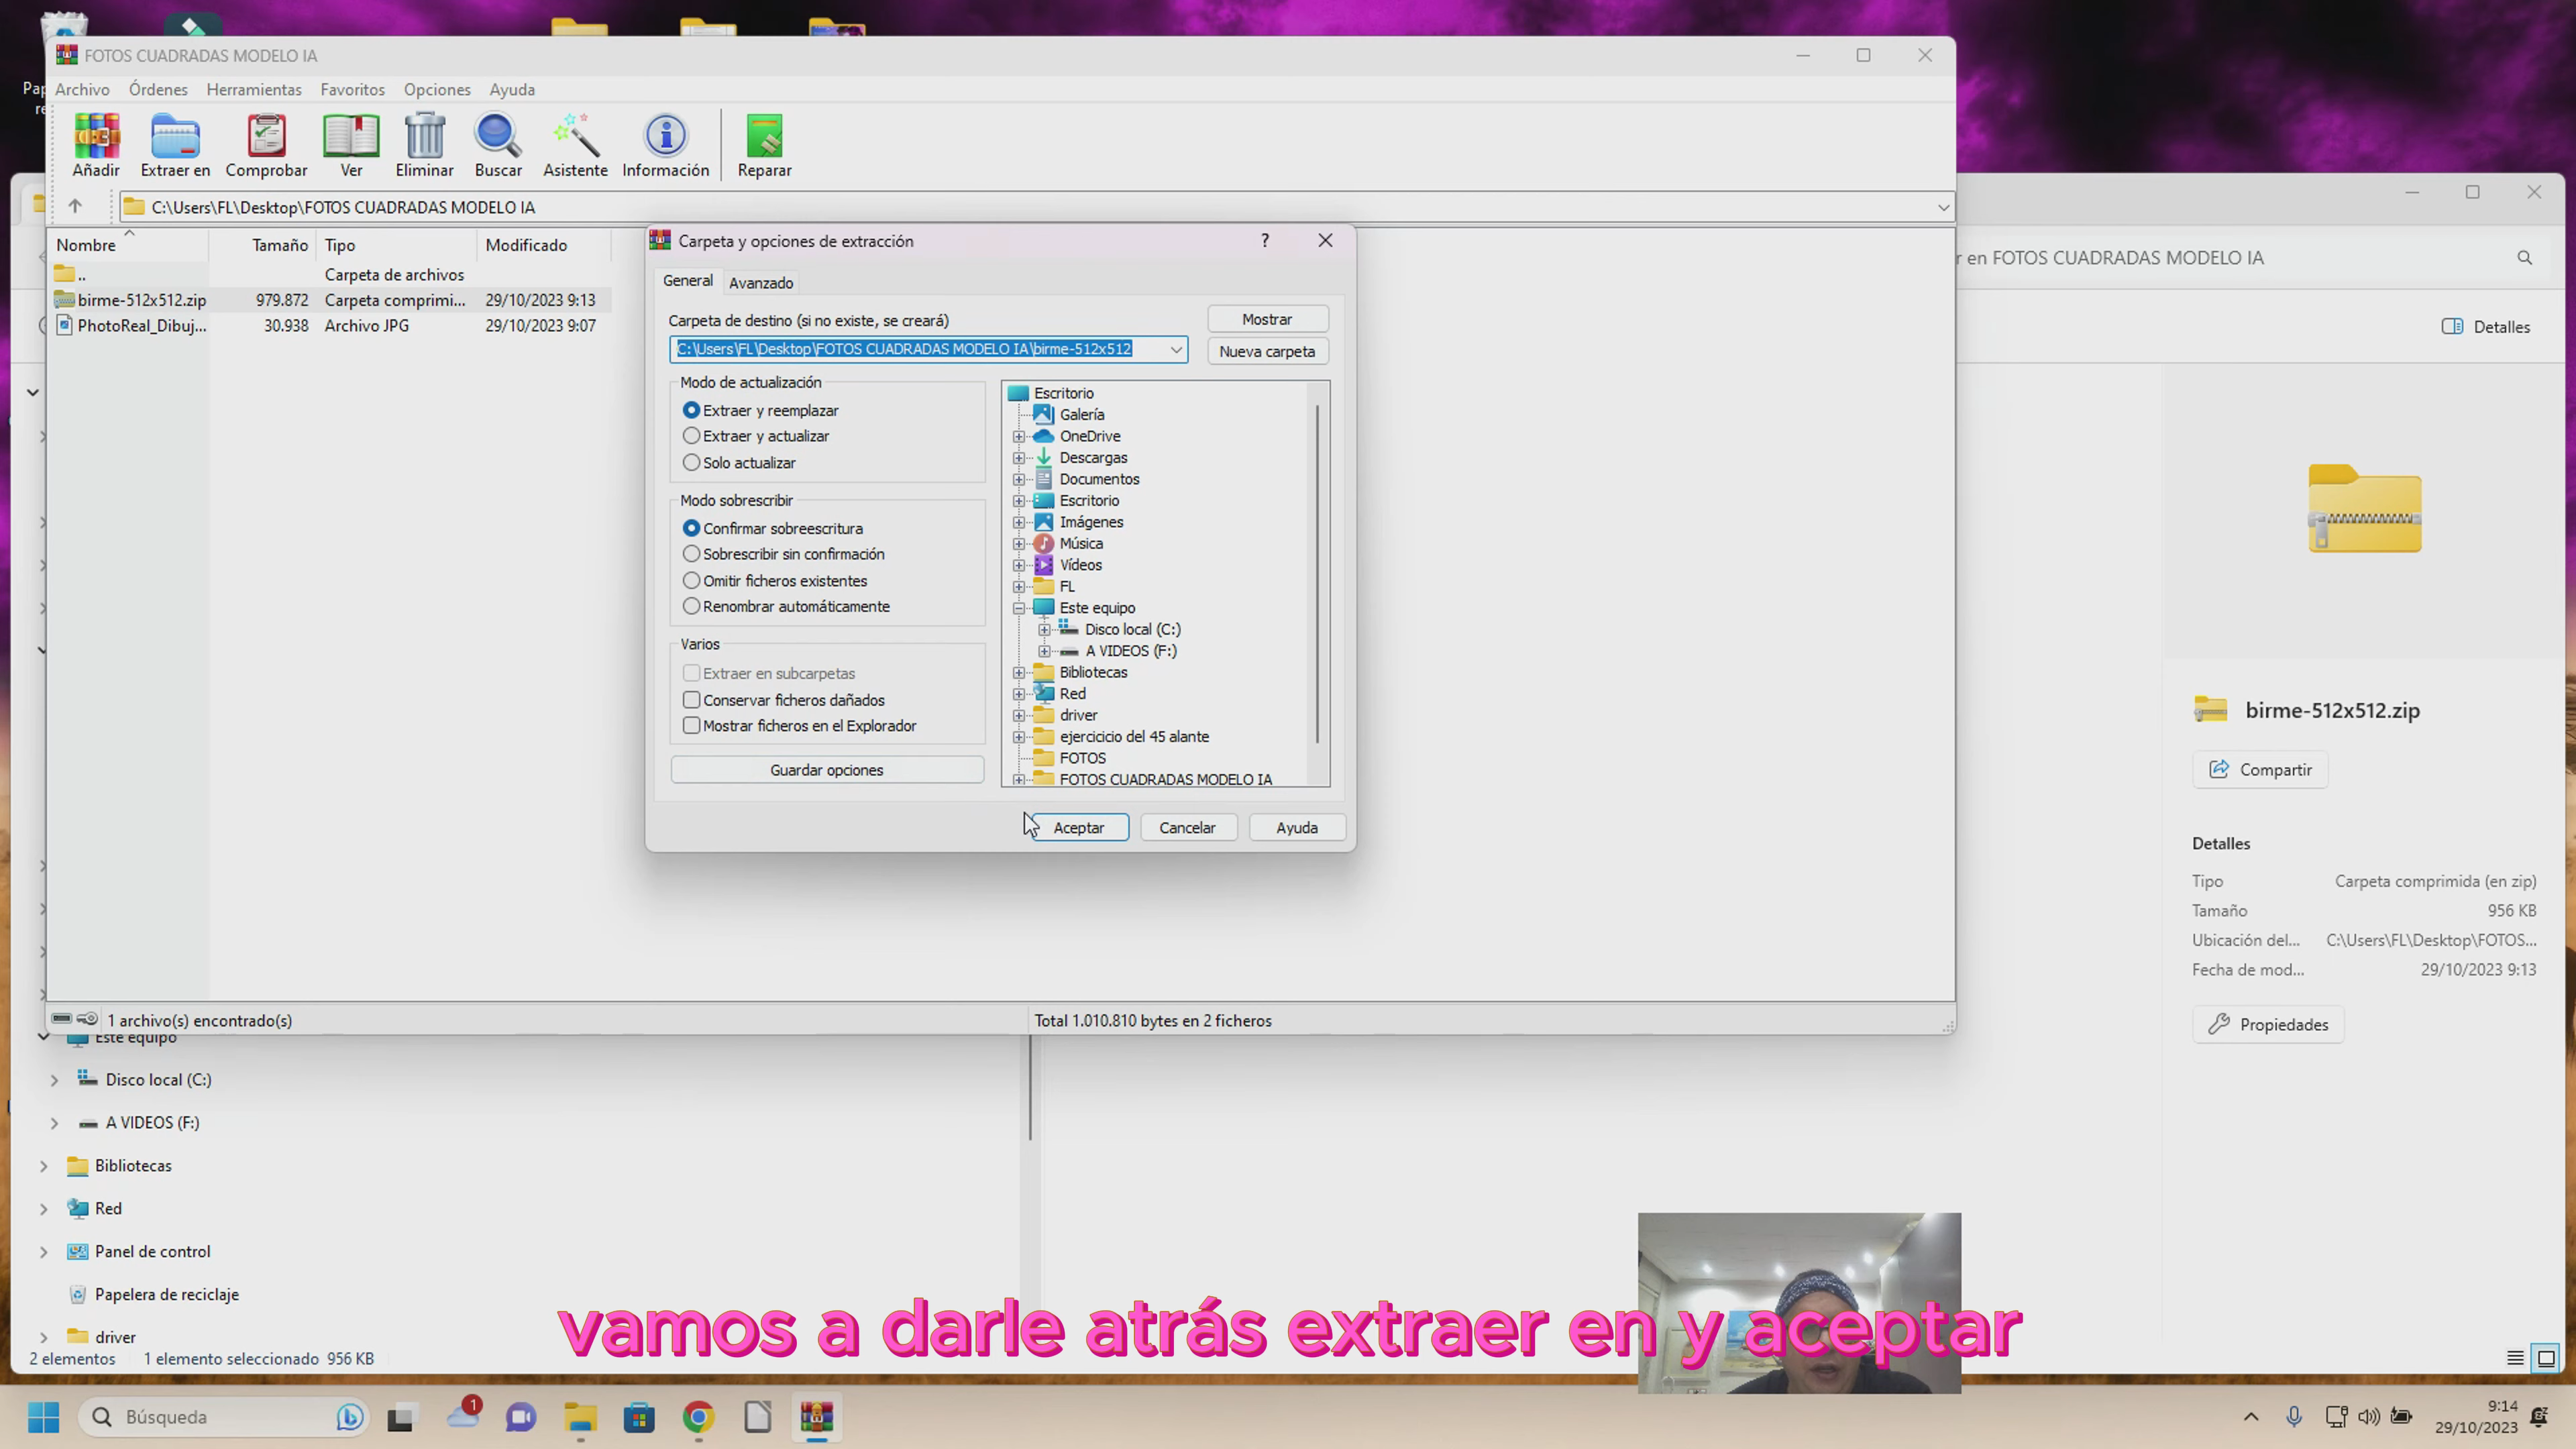 FOTOS CUADRADAS MODELO IA
Archivo Órdenes Herramientas Favoritos Opciones Ayuda
Añadir Extraer en Comprobar Ver Eliminar Buscar Asistente Información Reparar
C:\Users\FL\Desktop\FOTOS CUADRADAS MODELO IA
Nombre Tamaño Tipo Modificado
.. Carpeta de archivos
birme-512x512.zip 979.872 Carpeta comprimi... 29/10/2023 9:13
PhotoReal_Dibuj... 30.938 Archivo JPG 29/10/2023 9:07
Carpeta y opciones de extracción
?
General Avanzado
Carpeta de destino (si no existe, se creará)
Mostrar
C:\Users\FL\Desktop\FOTOS CUADRADAS MODELO IA\birme-512x512
Nueva carpeta
Modo de actualización
Extraer y reemplazar
Extraer y actualizar
Solo actualizar
Modo sobrescribir
Confirmar sobreescritura
Sobrescribir sin confirmación
Omitir ficheros existentes
Renombrar automáticamente
Varios
Extraer en subcarpetas
Conservar ficheros dañados
Mostrar ficheros en el Explorador
Guardar opciones
Escritorio
Galería
OneDrive
Descargas
Documentos
Escritorio
Imágenes
Música
Vídeos
FL
Este equipo
Disco local (C:)
A VIDEOS (F:)
Bibliotecas
Red
driver
ejercicicio del 45 alante
FOTOS
FOTOS CUADRADAS MODELO IA
Aceptar Cancelar Ayuda
1 archivo(s) encontrado(s)
Total 1.010.810 bytes en 2 ficheros
r en FOTOS CUADRADAS MODELO IA
Detalles
birme-512x512.zip
Compartir
Detalles
Tipo Carpeta comprimida (en zip)
Tamaño 956 KB
Ubicación del... C:\Users\FL\Desktop\FOTOS...
Fecha de mod... 29/10/2023 9:13
Propiedades
Este equipo
Disco local (C:)
A VIDEOS (F:)
Bibliotecas
Red
Panel de control
Papelera de reciclaje
driver
2 elementos 1 elemento seleccionado 956 KB
vamos a darle atrás extraer en y aceptar
Búsqueda
1
9:14
29/10/2023